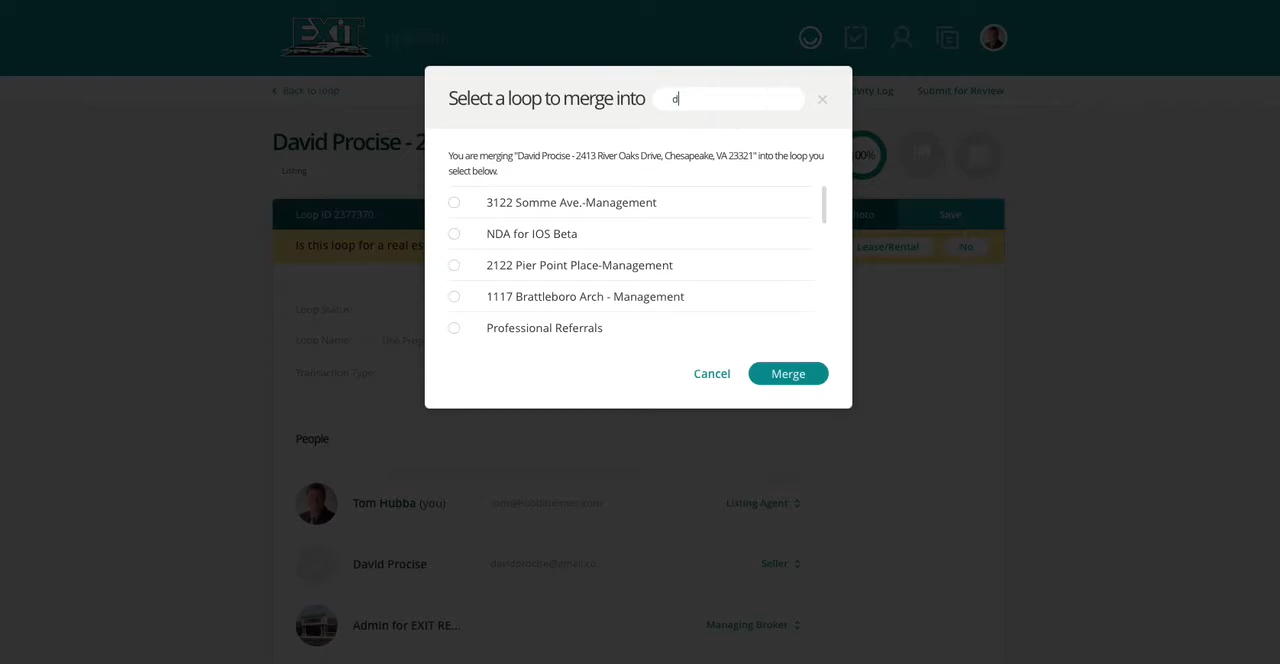 EXIT
Select a loop to merge into
d
You are merging "David Procise - 2413 River Oaks Drive, Chesapeake, VA 23321" into the loop you
select below.
3122 Somme Ave.-Management
NDA for IOS Beta
2122 Pier Point Place-Management
1117 Brattleboro Arch - Management
Professional Referrals
Cancel
Merge
Back to loop
Submit for Review
David Procise - 2
Listing
Loop ID 2377370
Save
Is this loop for a real es
Lease/Rental
No
Loop Status:
Loop Name:
Transaction Type:
People
Tom Hubba (you)
Listing Agent
David Procise
Seller
Admin for EXIT RE...
Managing Broker